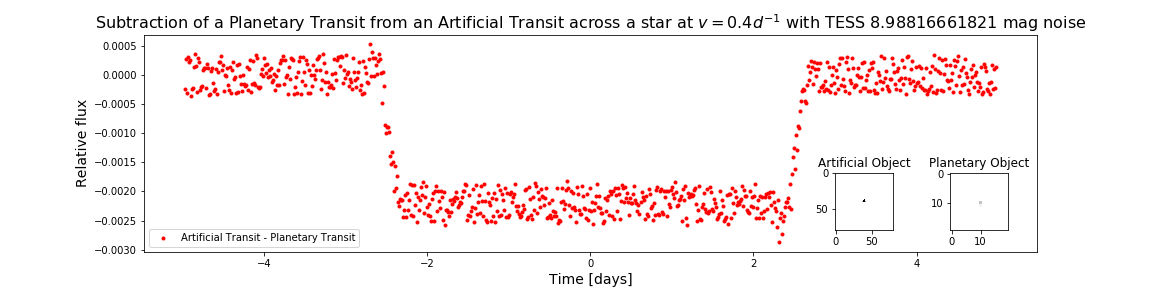 Subtraction of a Planetary Transit from an Artificial Transit across a star at v = 0.4d⁻¹ with TESS 8.98816661821 mag noise
Relative flux
0.0005
0.0000
−0.0005
−0.0010
−0.0015
−0.0020
−0.0025
−0.0030
Artificial Transit - Planetary Transit
Artificial Object
0
50
0 50
Planetary Object
0
10
0 10
−4 −2 0 2 4
Time [days]